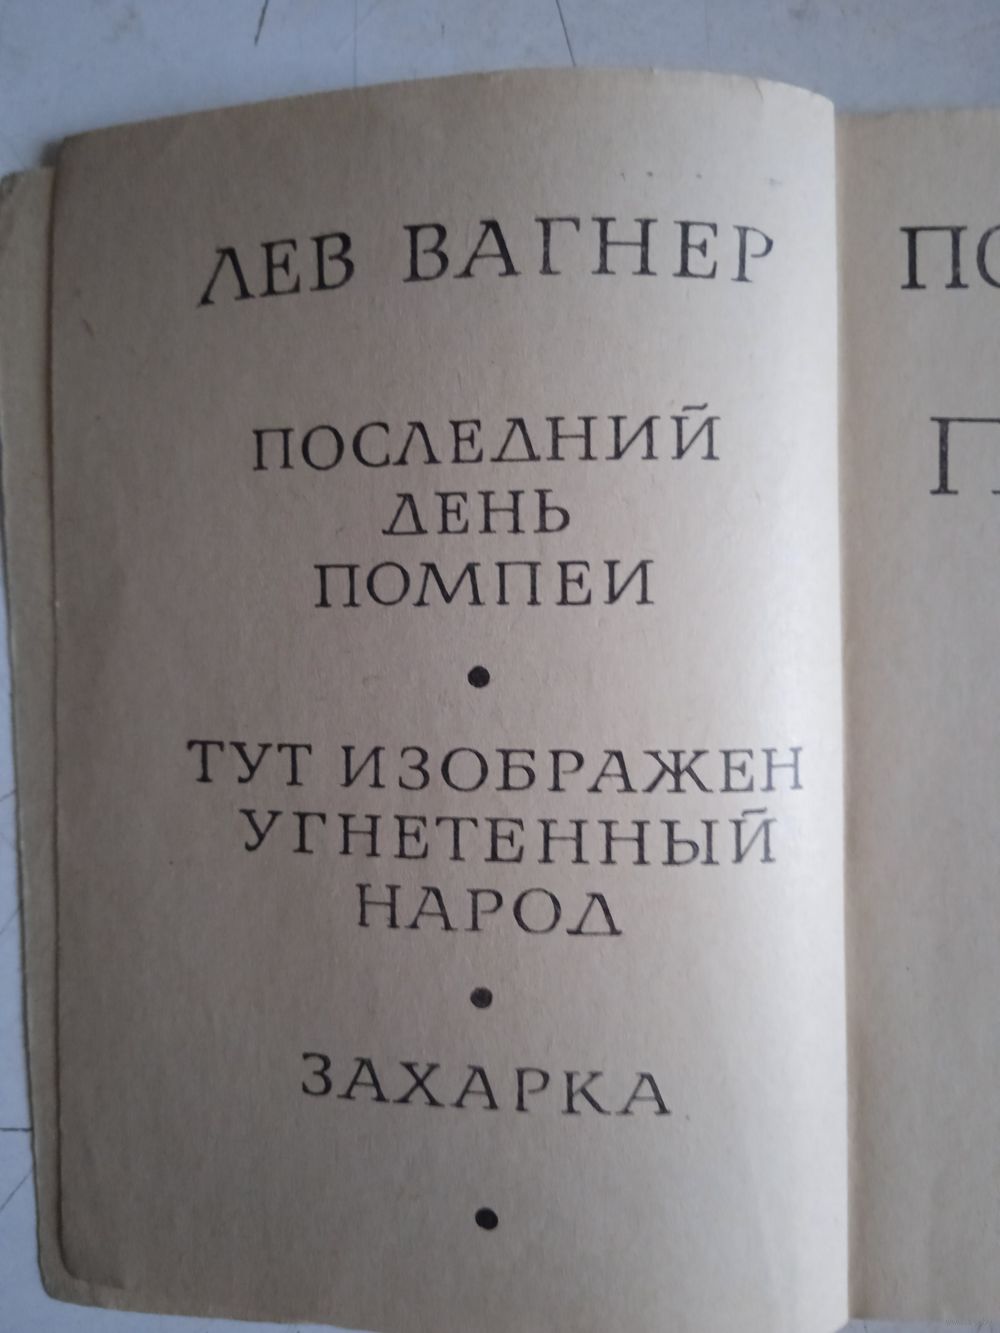 ЛЕВ ВАГНЕР
ПОСЛЕДНИЙ
ДЕНЬ
ПОМПЕИ
•
ТУТ ИЗОБРАЖЕН
УГНЕТЕННЫЙ
НАРОД
•
ЗАХАРКА
•